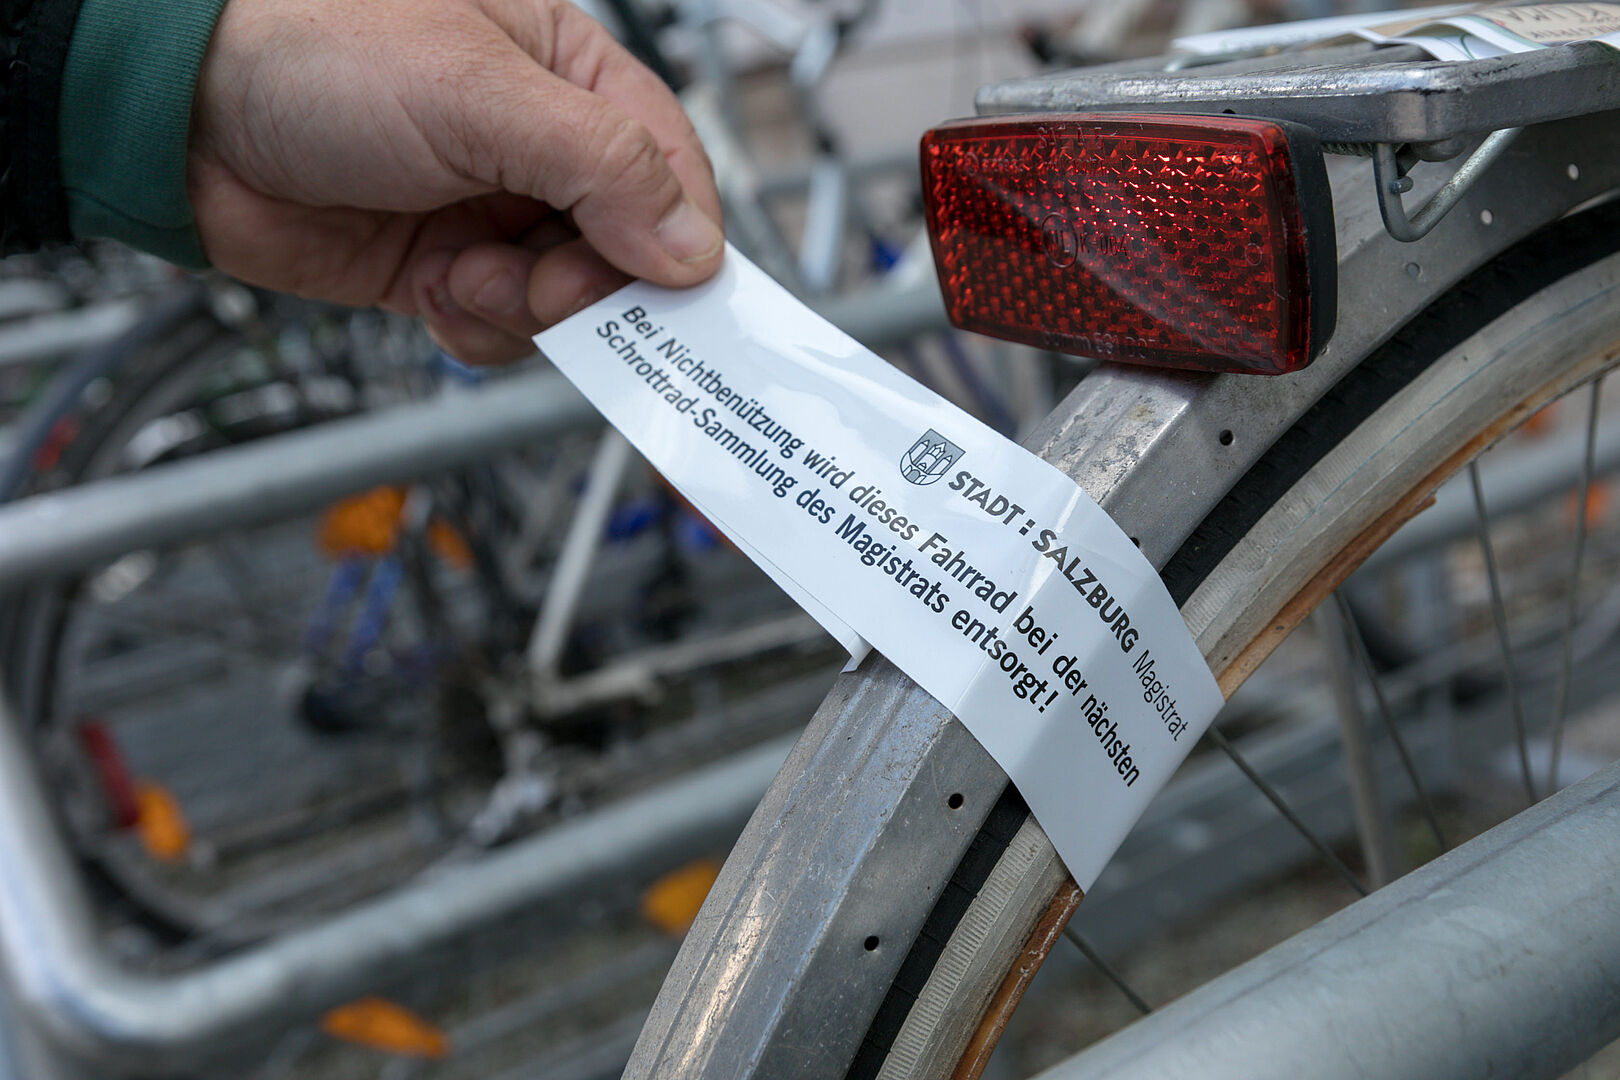 STADT : SALZBURG Magistrat
Bei Nichtbenützung wird dieses Fahrrad bei der nächsten
Schrottrad-Sammlung des Magistrats entsorgt!